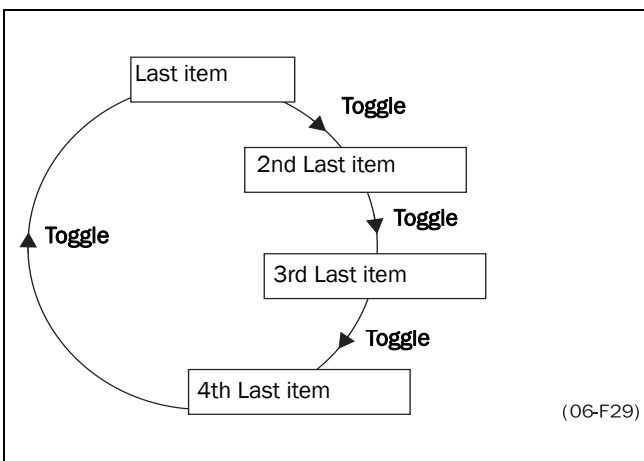 Last item
Toggle
2nd Last item
Toggle
Toggle
3rd Last item
Toggle
4th Last item
(06-F29)